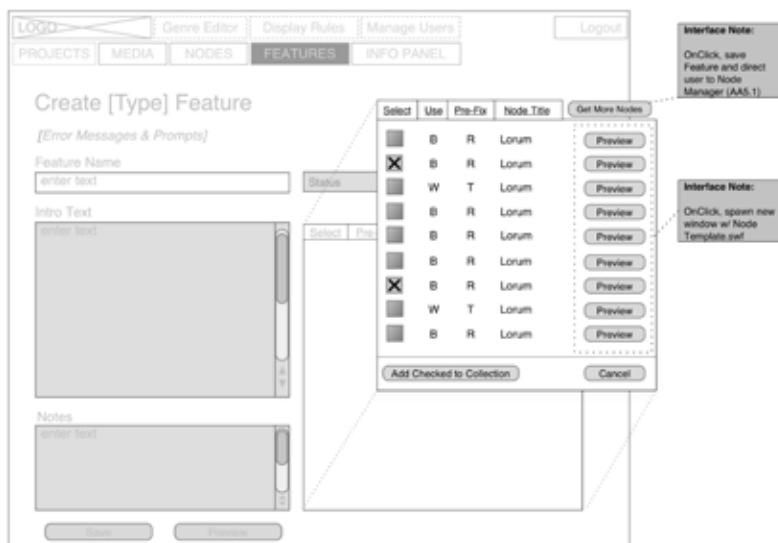 LOGO Genre Editor Display Rules Manage Users Logout
PROJECTS MEDIA NODES FEATURES INFO PANEL
Create [Type] Feature
[Error Messages & Prompts]
Feature Name
enter text
Status
Intro Text
enter text
Select Pre-
Notes
enter text
Save Preview
Select Use Pre-Fix Node Title Get More Nodes
B R Lorum Preview
B R Lorum Preview
W T Lorum Preview
B R Lorum Preview
B R Lorum Preview
B R Lorum Preview
B R Lorum Preview
W T Lorum Preview
B R Lorum Preview
Add Checked to Collection Cancel
Interface Note:
OnClick, save
Feature and direct
user to Node
Manager (AA5.1)
Interface Note:
OnClick, spawn new
window w/ Node
Template.swf